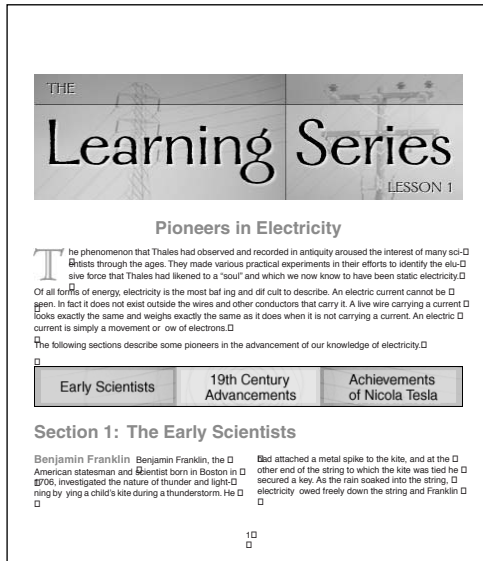 THE
Learning Series
LESSON 1
Pioneers in Electricity
The phenomenon that Thales had observed and recorded in antiquity aroused the interest of many sci-
entists through the ages. They made various practical experiments in their efforts to identify the elu-
sive force that Thales had likened to a “soul” and which we now know to have been static electricity.
Of all forms of energy, electricity is the most baf ing and dif cult to describe. An electric current cannot be
seen. In fact it does not exist outside the wires and other conductors that carry it. A live wire carrying a current
looks exactly the same and weighs exactly the same as it does when it is not carrying a current. An electric
current is simply a movement or  ow of electrons.
The following sections describe some pioneers in the advancement of our knowledge of electricity.
Early Scientists
19th Century
Advancements
Achievements
of Nicola Tesla
Section 1: The Early Scientists
Benjamin Franklin Benjamin Franklin, the
American statesman and scientist born in Boston in
1706, investigated the nature of thunder and light-
ning by  ying a child's kite during a thunderstorm. He
had attached a metal spike to the kite, and at the
other end of the string to which the kite was tied he
secured a key. As the rain soaked into the string,
electricity  owed freely down the string and Franklin
1